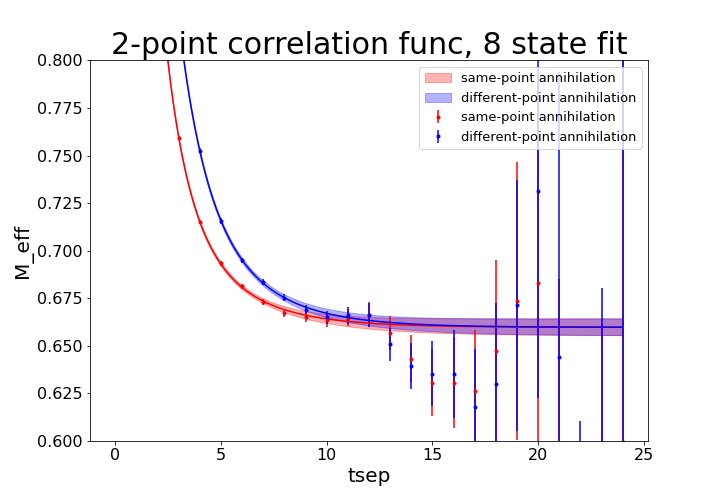 2-point correlation func, 8 state fit
M_eff
0.800
0.775
0.750
0.725
0.700
0.675
0.650
0.625
0.600
same-point annihilation
different-point annihilation
same-point annihilation
different-point annihilation
0 5 10 15 20 25
tsep